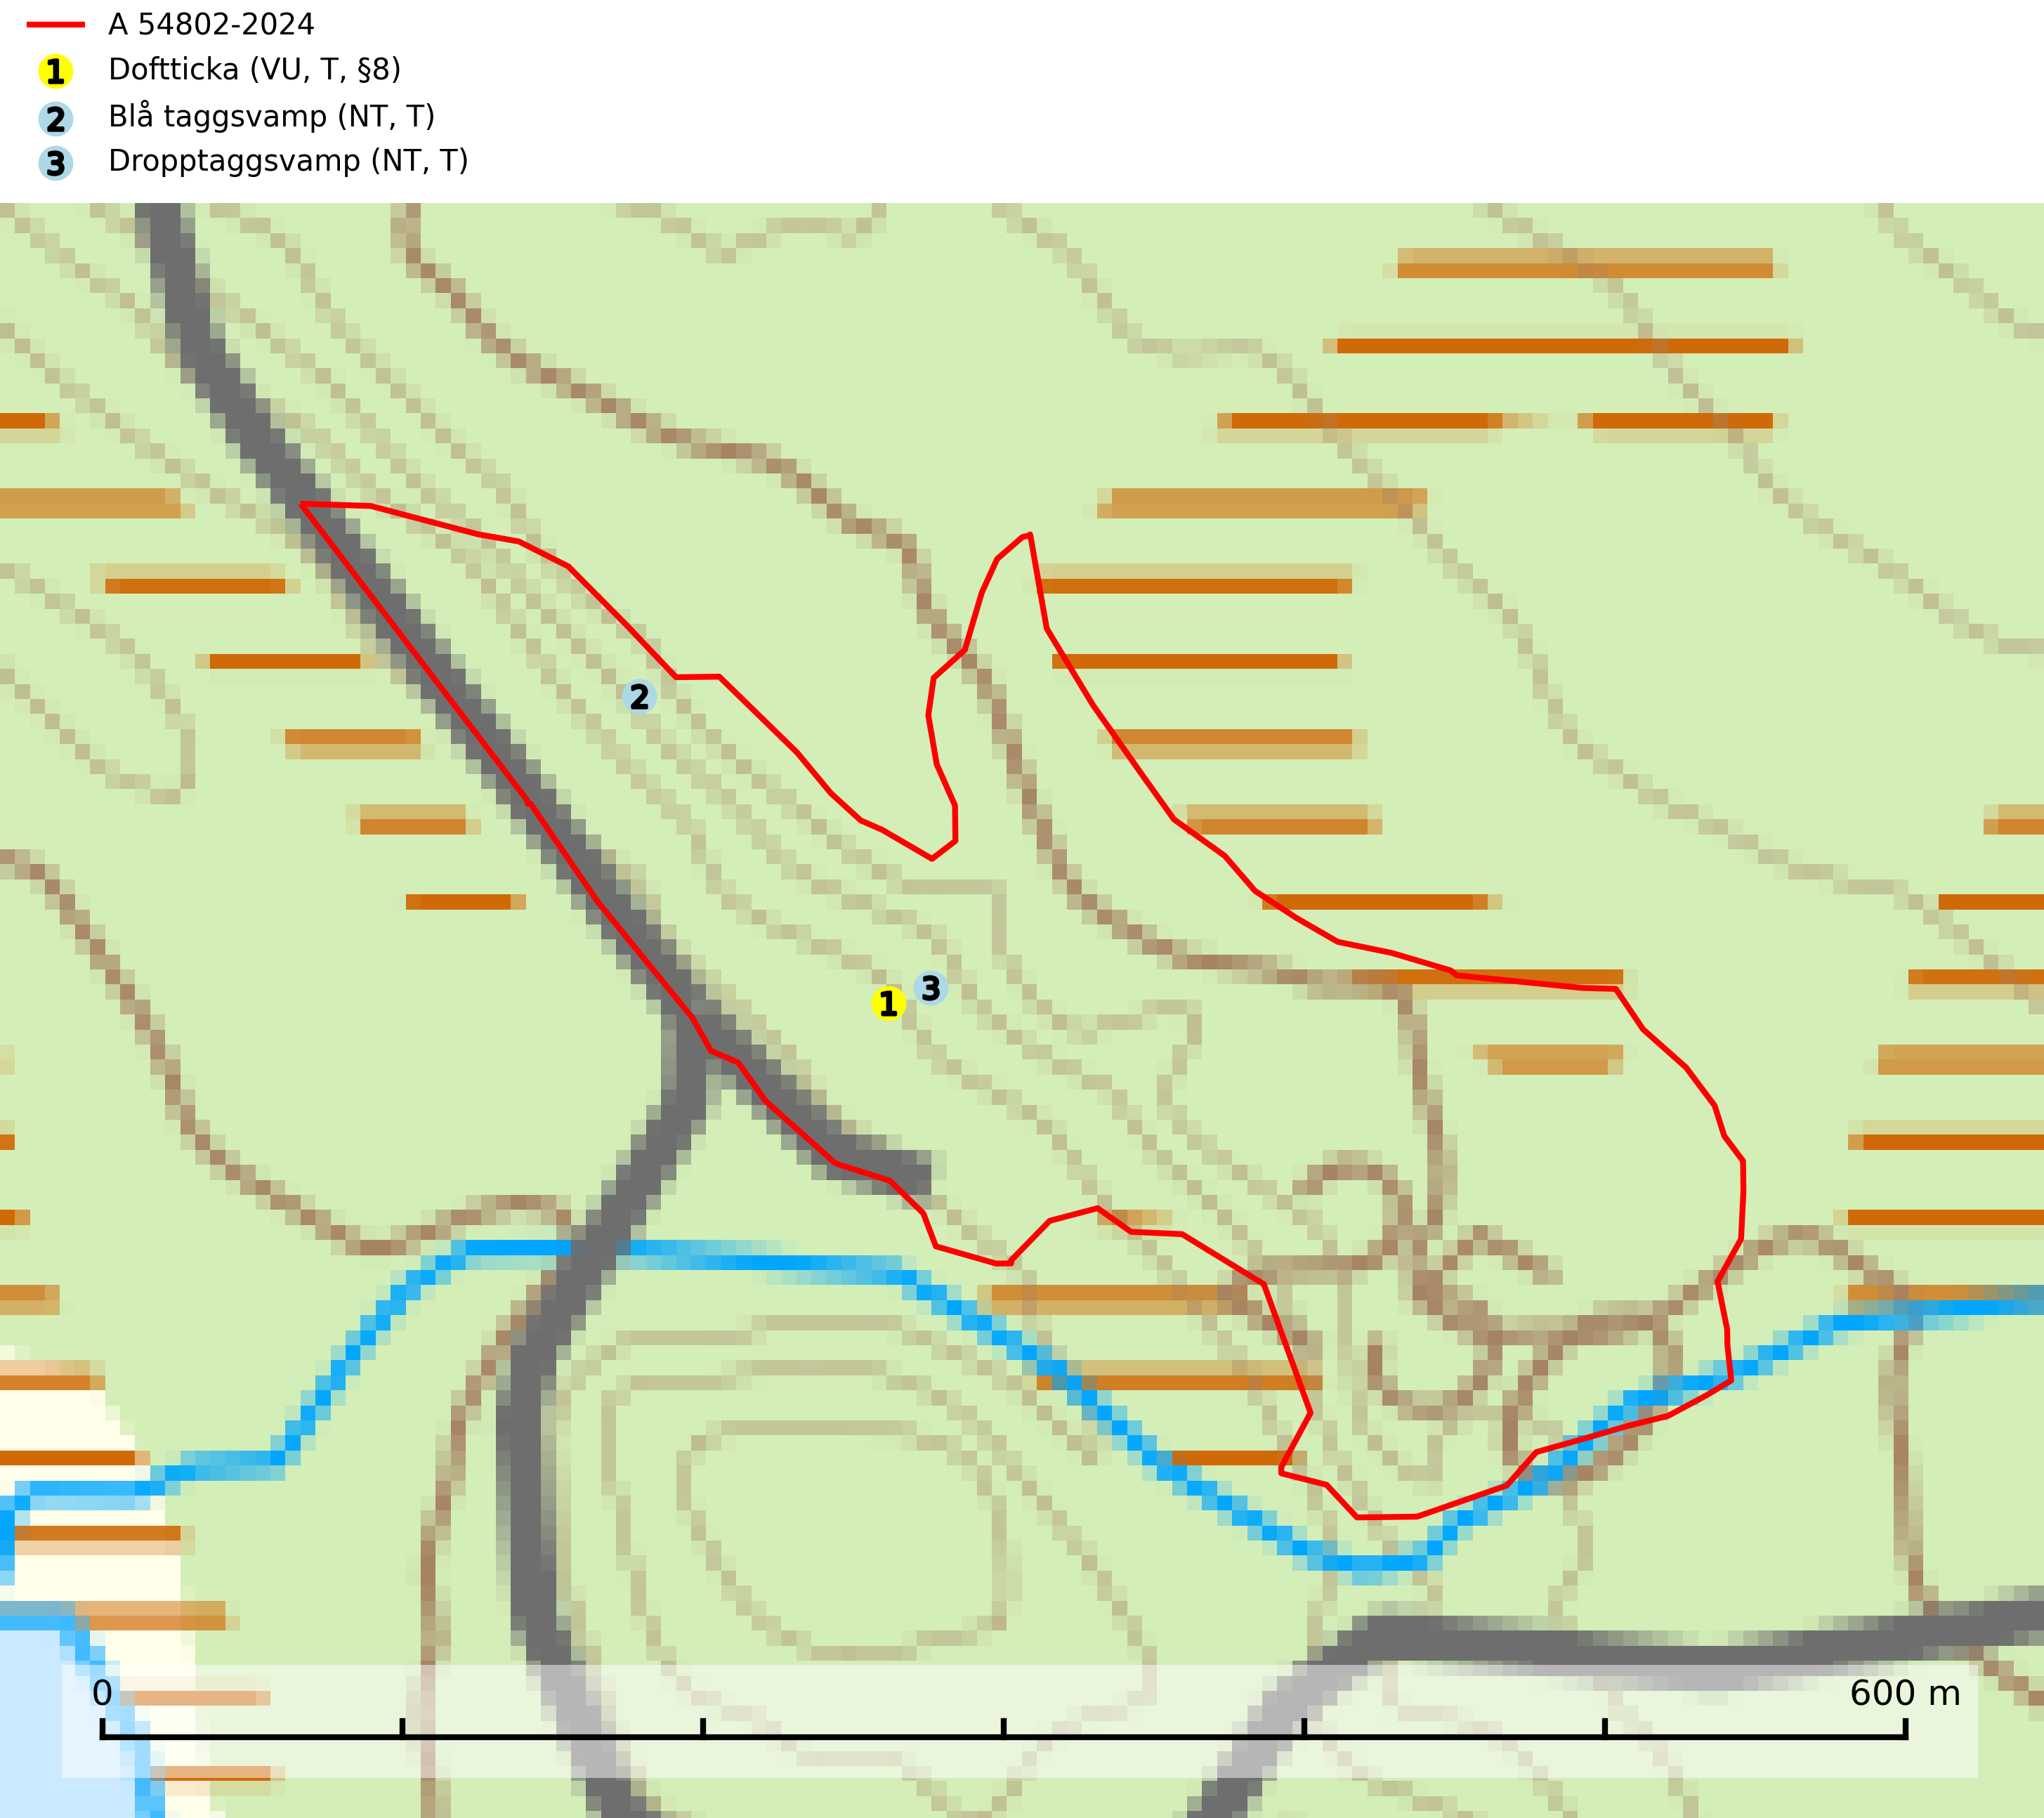 A 54802-2024
1 Doftticka (VU, T, §8)
2 Blå taggsvamp (NT, T)
3 Dropptaggsvamp (NT, T)
2
3
1
0 600 m